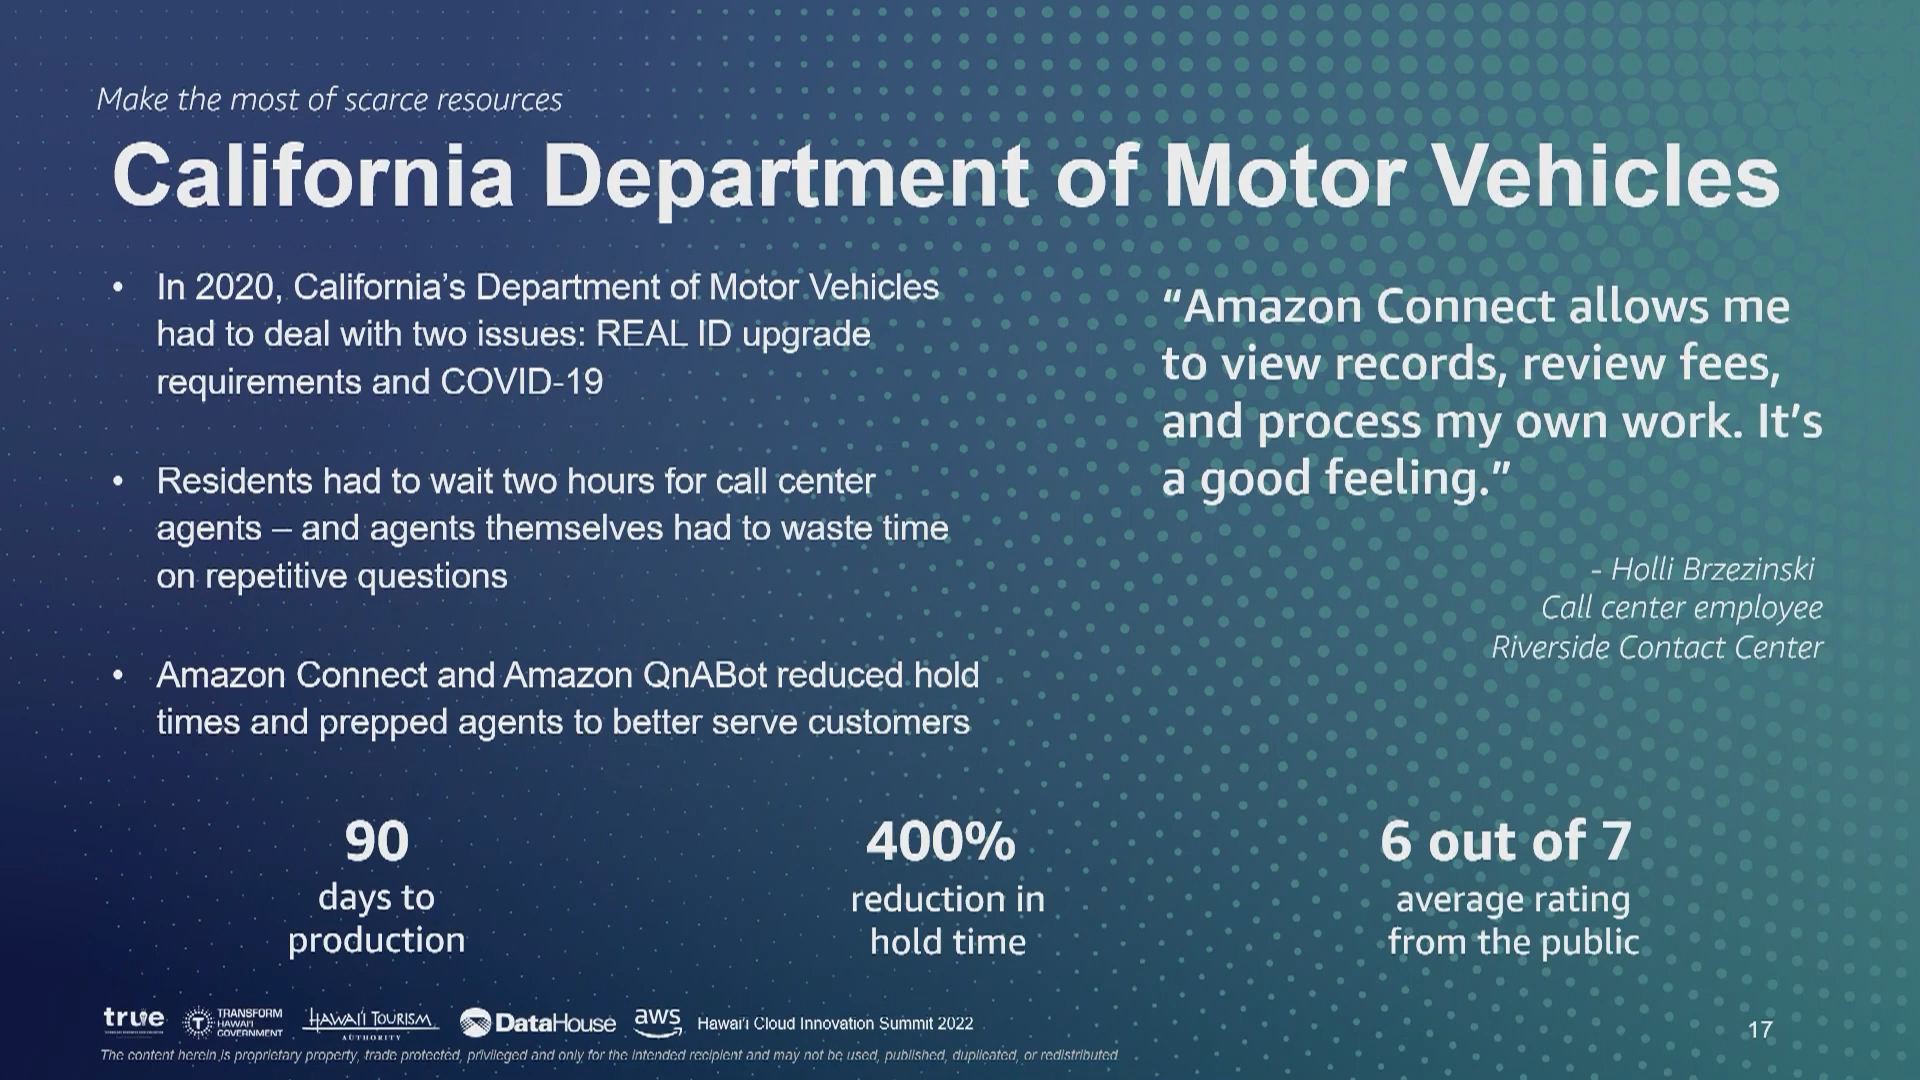 Make the most of scarce resources
California Department of Motor Vehicles
• In 2020, California’s Department of Motor Vehicles
had to deal with two issues: REAL ID upgrade
requirements and COVID-19
• Residents had to wait two hours for call center
agents – and agents themselves had to waste time
on repetitive questions
• Amazon Connect and Amazon QnABot reduced hold
times and prepped agents to better serve customers
“Amazon Connect allows me
to view records, review fees,
and process my own work. It’s
a good feeling.”
- Holli Brzezinski
Call center employee
Riverside Contact Center
90
days to
production
400%
reduction in
hold time
6 out of 7
average rating
from the public
true
TRANSFORM
HAWAI‘I
GOVERNMENT
HAWAI‘I TOURISM
AUTHORITY
DataHouse
aws
Hawai‘i Cloud Innovation Summit 2022
17
The content herein is proprietary property, trade protected, privileged and only for the intended recipient and may not be used, published, duplicated, or redistributed